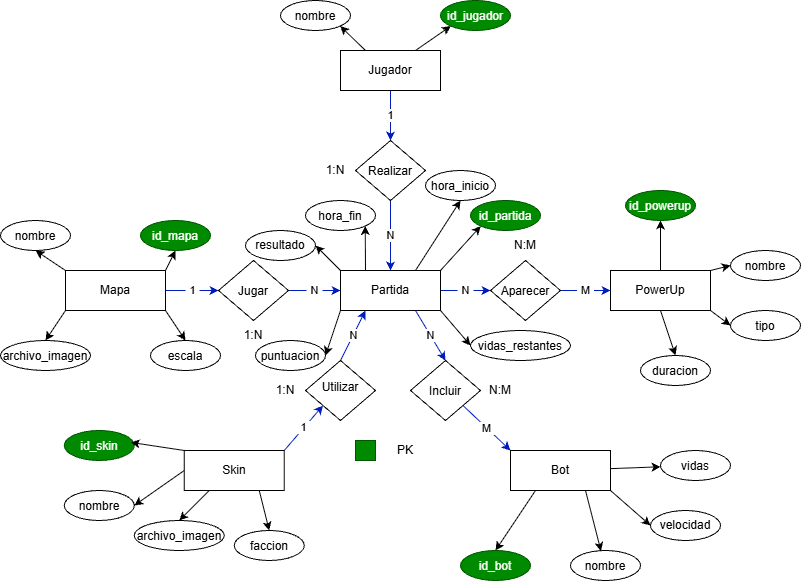 nombre
id_jugador
Jugador
1
1:N
Realizar
hora_inicio
hora_fin
id_partida
id_powerup
nombre
id_mapa
resultado
N
N:M
nombre
Mapa
1
Jugar
N
Partida
N
Aparecer
M
PowerUp
tipo
archivo_imagen
escala
1:N
puntuacion
N
N
vidas_restantes
duracion
1:N
Utilizar
Incluir
N:M
1
M
id_skin
PK
Skin
Bot
vidas
nombre
archivo_imagen
faccion
velocidad
id_bot
nombre